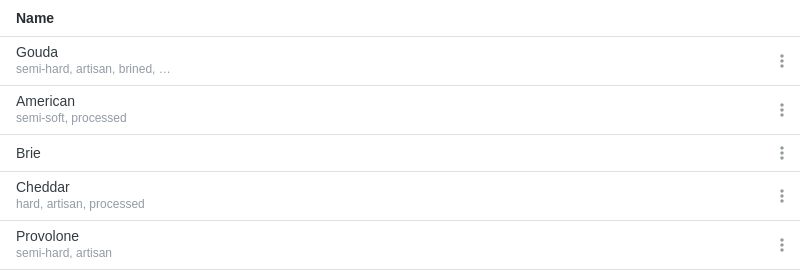 Name
Gouda
semi-hard, artisan, brined, …
American
semi-soft, processed
Brie
Cheddar
hard, artisan, processed
Provolone
semi-hard, artisan